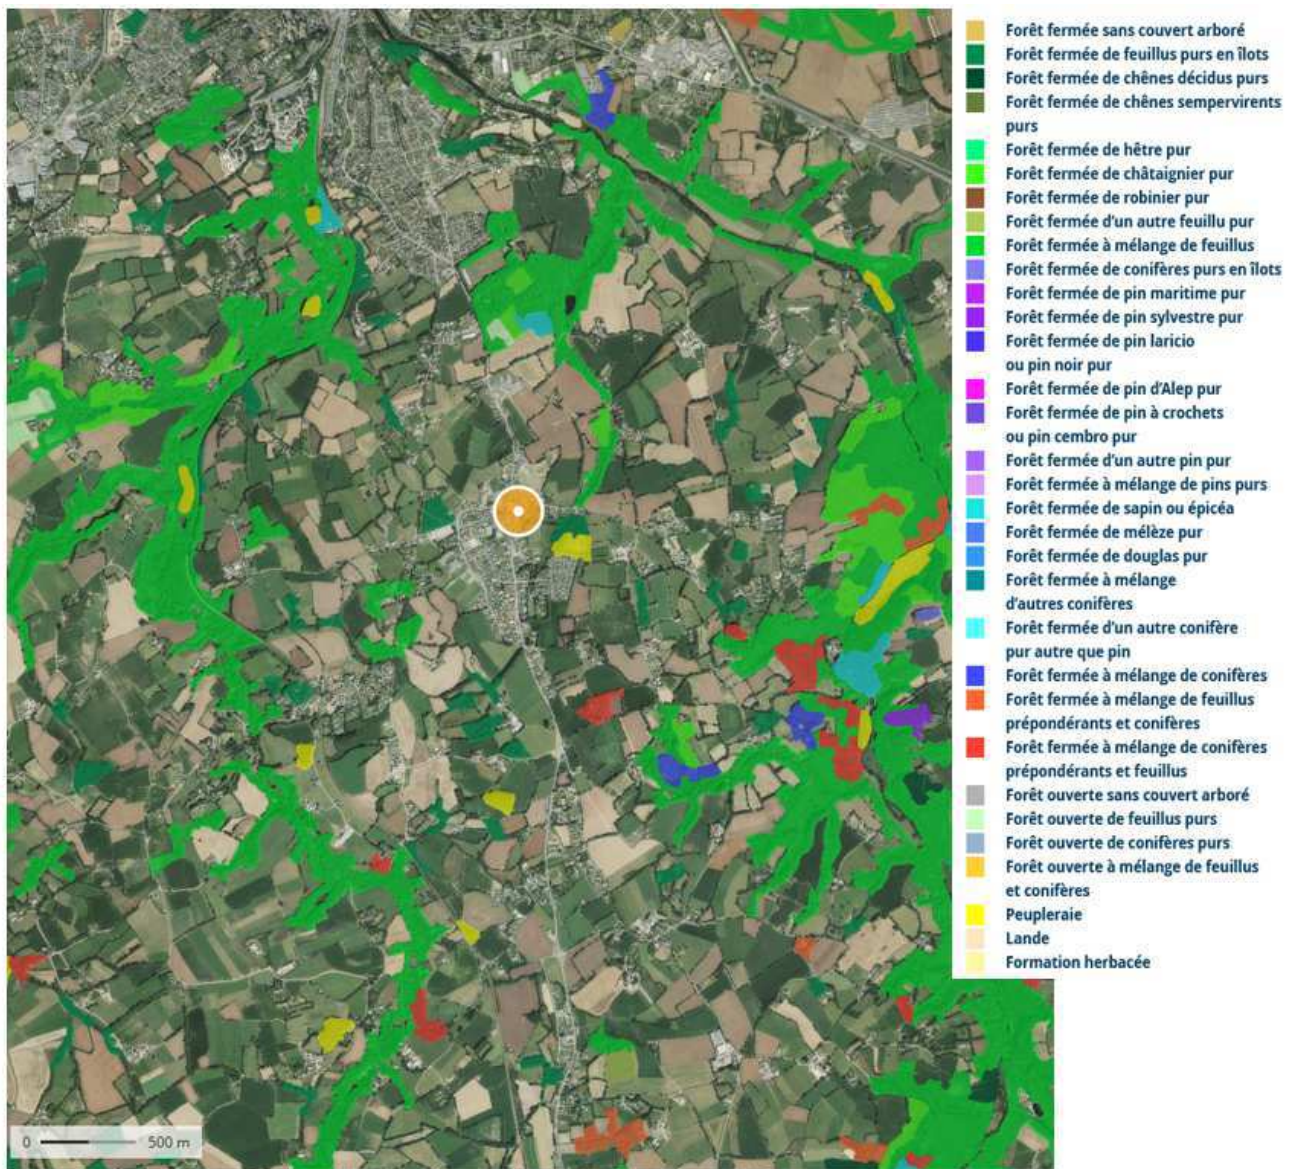 Forêt fermée sans couvert arboré
Forêt fermée de feuillus purs en îlots
Forêt fermée de chênes décidus purs
Forêt fermée de chênes sempervirents
purs
Forêt fermée de hêtre pur
Forêt fermée de châtaignier pur
Forêt fermée de robinier pur
Forêt fermée d'un autre feuillu pur
Forêt fermée à mélange de feuillus
Forêt fermée de conifères purs en îlots
Forêt fermée de pin maritime pur
Forêt fermée de pin sylvestre pur
Forêt fermée de pin laricio
ou pin noir pur
Forêt fermée de pin d'Alep pur
Forêt fermée de pin à crochets
ou pin cembro pur
Forêt fermée d'un autre pin pur
Forêt fermée à mélange de pins purs
Forêt fermée de sapin ou épicéa
Forêt fermée de mélèze pur
Forêt fermée de douglas pur
Forêt fermée à mélange
d'autres conifères
Forêt fermée d'un autre conifère
pur autre que pin
Forêt fermée à mélange de conifères
Forêt fermée à mélange de feuillus
prépondérants et conifères
Forêt fermée à mélange de conifères
prépondérants et feuillus
Forêt ouverte sans couvert arboré
Forêt ouverte de feuillus purs
Forêt ouverte de conifères purs
Forêt ouverte à mélange de feuillus
et conifères
Peupleraie
Lande
Formation herbacée
0 500 m